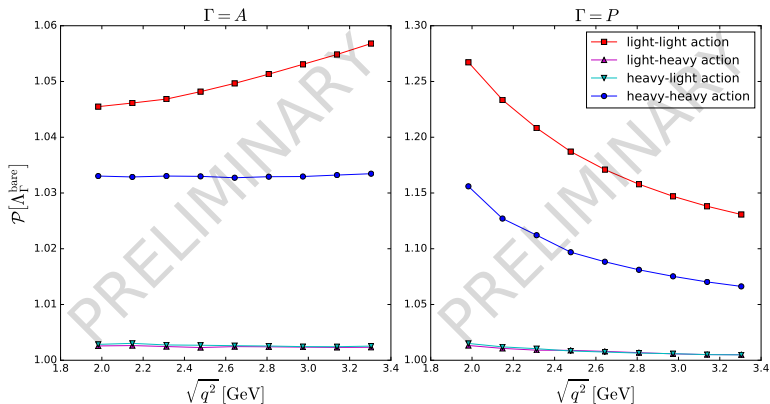 Γ = A
1.06
1.05
1.04
1.03
1.02
1.01
1.00
1.8 2.0 2.2 2.4 2.6 2.8 3.0 3.2 3.4
√q² [GeV]
𝒫[Λ_Γ^bare]
PRELIMINARY
Γ = P
1.30
1.25
1.20
1.15
1.10
1.05
1.00
1.8 2.0 2.2 2.4 2.6 2.8 3.0 3.2 3.4
√q² [GeV]
PRELIMINARY
light-light action
light-heavy action
heavy-light action
heavy-heavy action